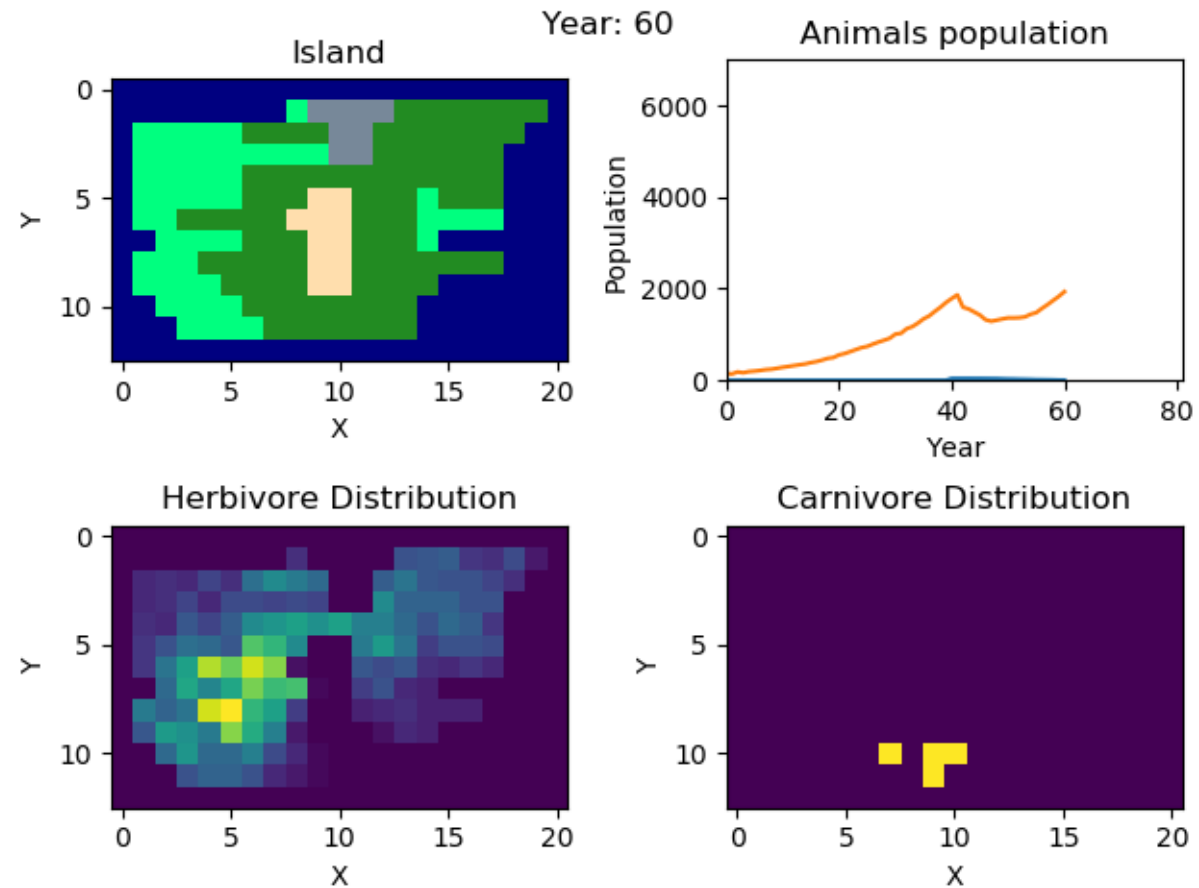 Year: 60
Island
0
5
10
Y
0 5 10 15 20
X
Animals population
6000
4000
2000
0
Population
0 20 40 60 80
Year
Herbivore Distribution
0
5
10
Y
0 5 10 15 20
X
Carnivore Distribution
0
5
10
Y
0 5 10 15 20
X